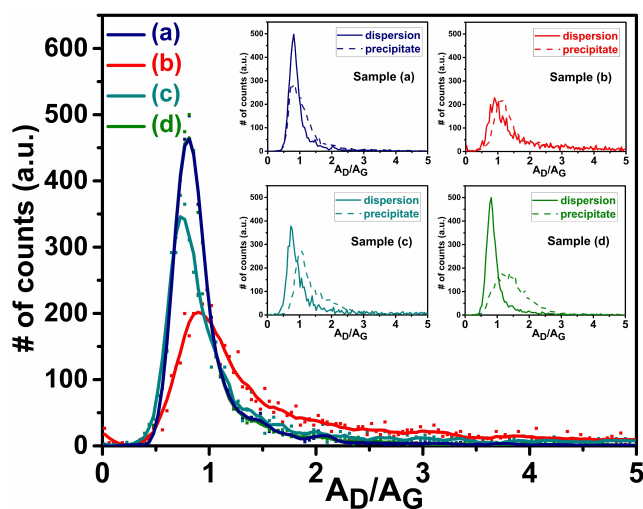 (a)
(b)
(c)
(d)
# of counts (a.u.)
600
500
400
300
200
100
0
0 1 2 3 4 5
A_D/A_G
dispersion
precipitate
Sample (a)
# of counts (a.u.)
500
400
300
200
100
0
0 1 2 3 4 5
A_D/A_G
dispersion
precipitate
Sample (b)
# of counts (a.u.)
500
400
300
200
100
0
0 1 2 3 4 5
A_D/A_G
dispersion
precipitate
Sample (c)
# of counts (a.u.)
500
400
300
200
100
0
0 1 2 3 4 5
A_D/A_G
dispersion
precipitate
Sample (d)
# of counts (a.u.)
500
400
300
200
100
0
0 1 2 3 4 5
A_D/A_G